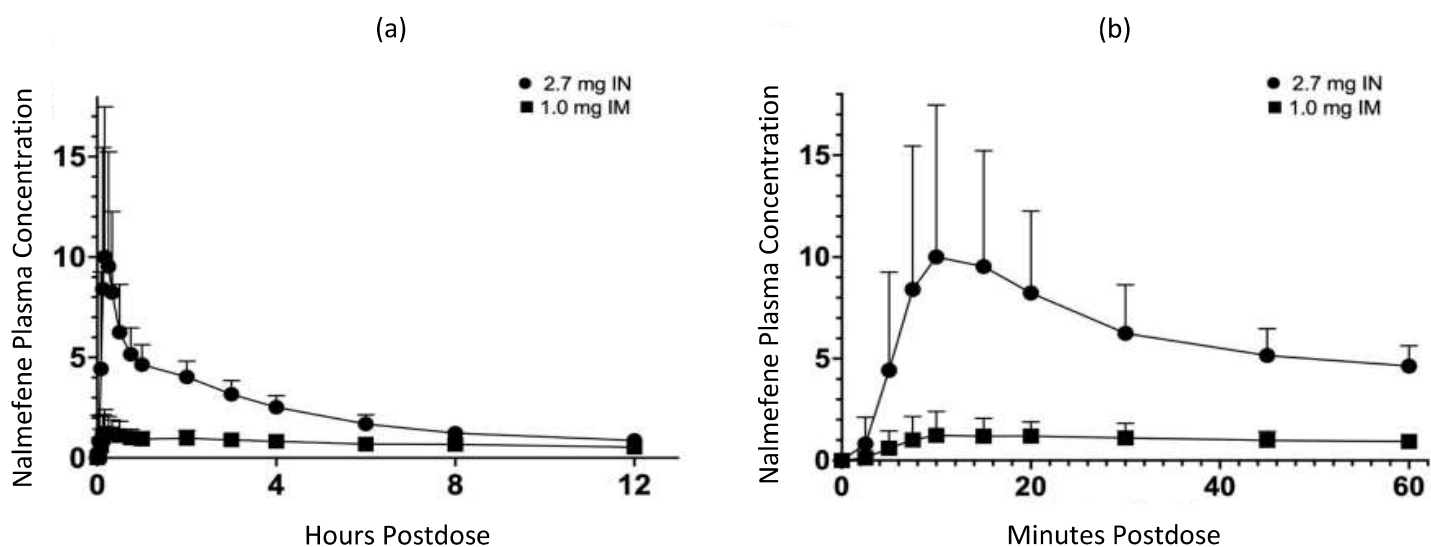 (a)
Nalmefene Plasma Concentration
2.7 mg IN
1.0 mg IM
15
10
5
0
0 4 8 12
Hours Postdose
(b)
Nalmefene Plasma Concentration
2.7 mg IN
1.0 mg IM
15
10
5
0
0 20 40 60
Minutes Postdose